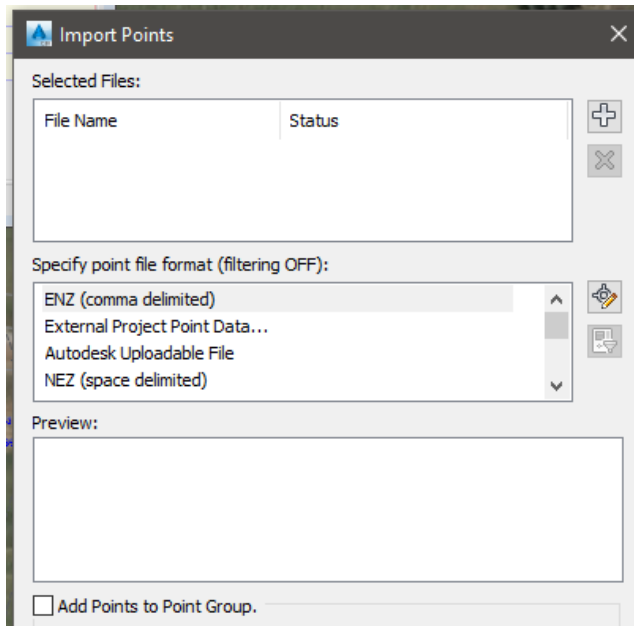 Import Points
Selected Files:
File Name Status
Specify point file format (filtering OFF):
ENZ (comma delimited)
External Project Point Data...
Autodesk Uploadable File
NEZ (space delimited)
Preview:
Add Points to Point Group.